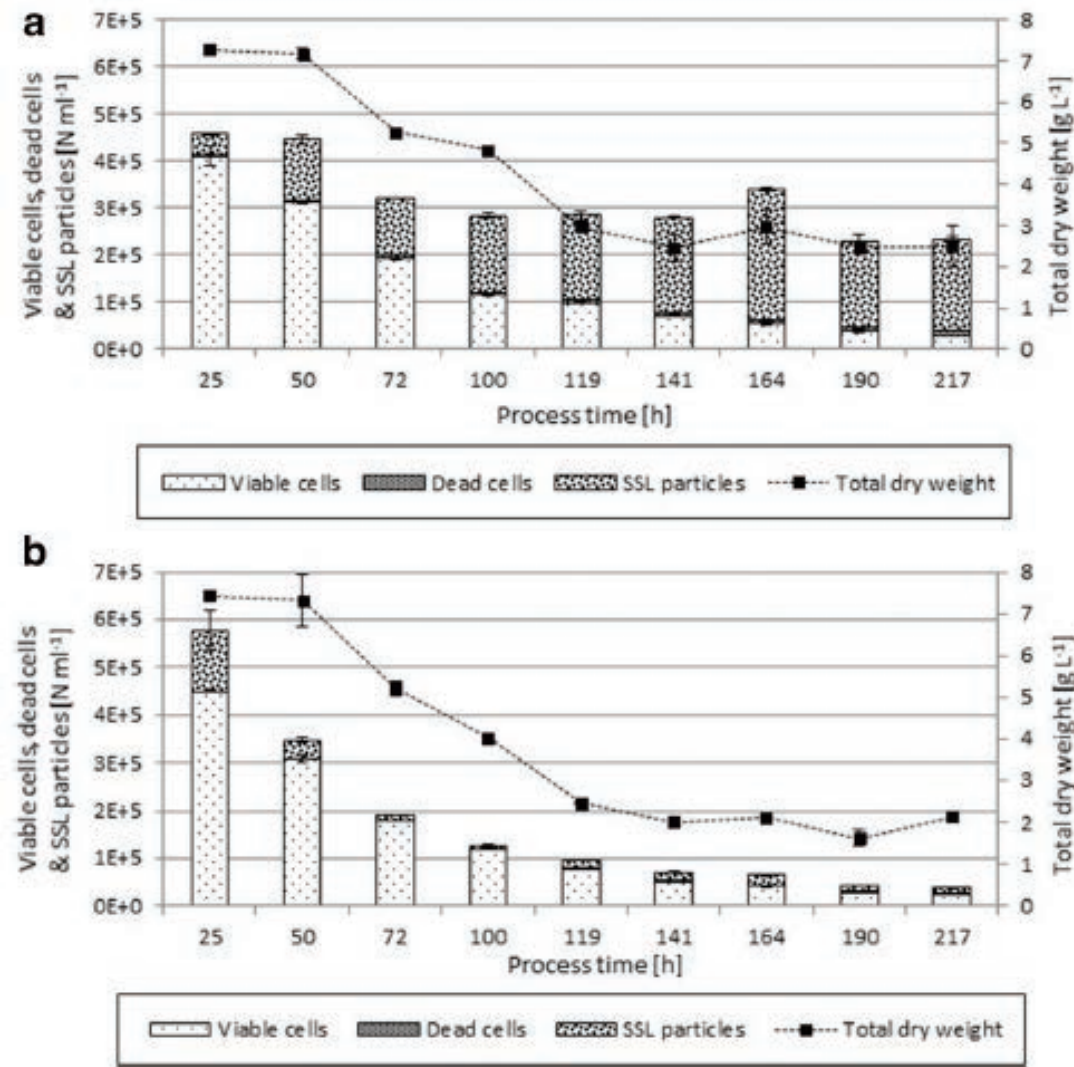 a
Viable cells, dead cells
& SSL particles [N ml⁻¹]
7E+5
6E+5
5E+5
4E+5
3E+5
2E+5
1E+5
0E+0
8
7
6
5
4
3
2
1
0
Total dry weight [g L⁻¹]
25 50 72 100 119 141 164 190 217
Process time [h]
Viable cells Dead cells SSL particles Total dry weight
b
Viable cells, dead cells
& SSL particles [N ml⁻¹]
7E+5
6E+5
5E+5
4E+5
3E+5
2E+5
1E+5
0E+0
8
7
6
5
4
3
2
1
0
Total dry weight [g L⁻¹]
25 50 72 100 119 141 164 190 217
Process time [h]
Viable cells Dead cells SSL particles Total dry weight